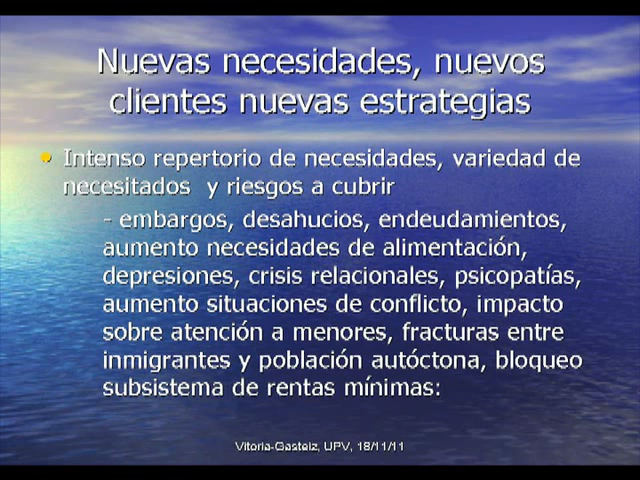 Nuevas necesidades, nuevos
clientes nuevas estrategias
• Intenso repertorio de necesidades, variedad de
necesitados y riesgos a cubrir
- embargos, desahucios, endeudamientos,
aumento necesidades de alimentación,
depresiones, crisis relacionales, psicopatías,
aumento situaciones de conflicto, impacto
sobre atención a menores, fracturas entre
inmigrantes y población autóctona, bloqueo
subsistema de rentas mínimas:
Vitoria-Gasteiz, UPV, 18/11/11